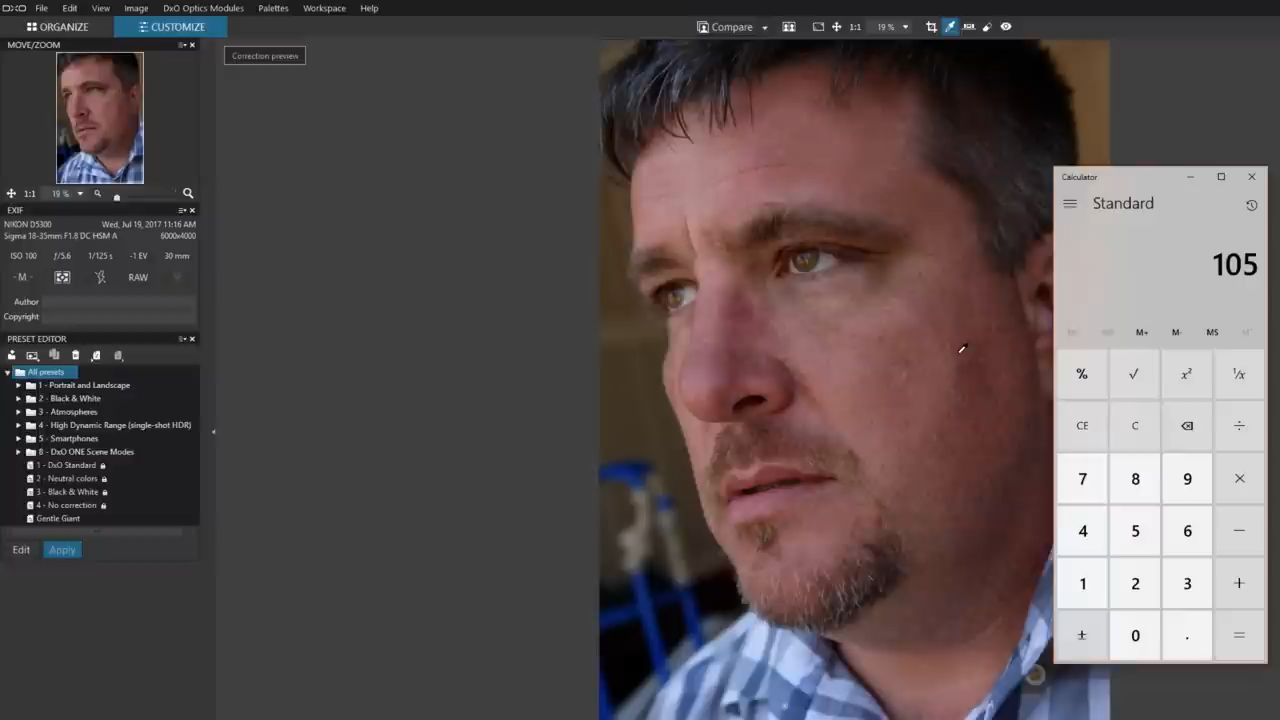 DxO File Edit View Image DxO Optics Modules Palettes Workspace Help
ORGANIZE CUSTOMIZE Compare 1:1 19 %
MOVE/ZOOM
Correction preview
1:1 19 %
EXIF
NIKON D5300 Wed, Jul 19, 2017 11:16 AM
Sigma 18-35mm F1.8 DC HSM A 6000x4000
ISO 100 ƒ/5.6 1/125 s -1 EV 30 mm
- M - RAW
Author
Copyright
PRESET EDITOR
All presets
1 - Portrait and Landscape
2 - Black & White
3 - Atmospheres
4 - High Dynamic Range (single-shot HDR)
5 - Smartphones
8 - DxO ONE Scene Modes
1 - DxO Standard
2 - Neutral colors
3 - Black & White
4 - No correction
Gentle Giant
Edit Apply
Calculator
Standard
105
M+ M- MS
% √ x² ¹/x
CE C ÷
7 8 9 ×
4 5 6 −
1 2 3 +
± 0 . =